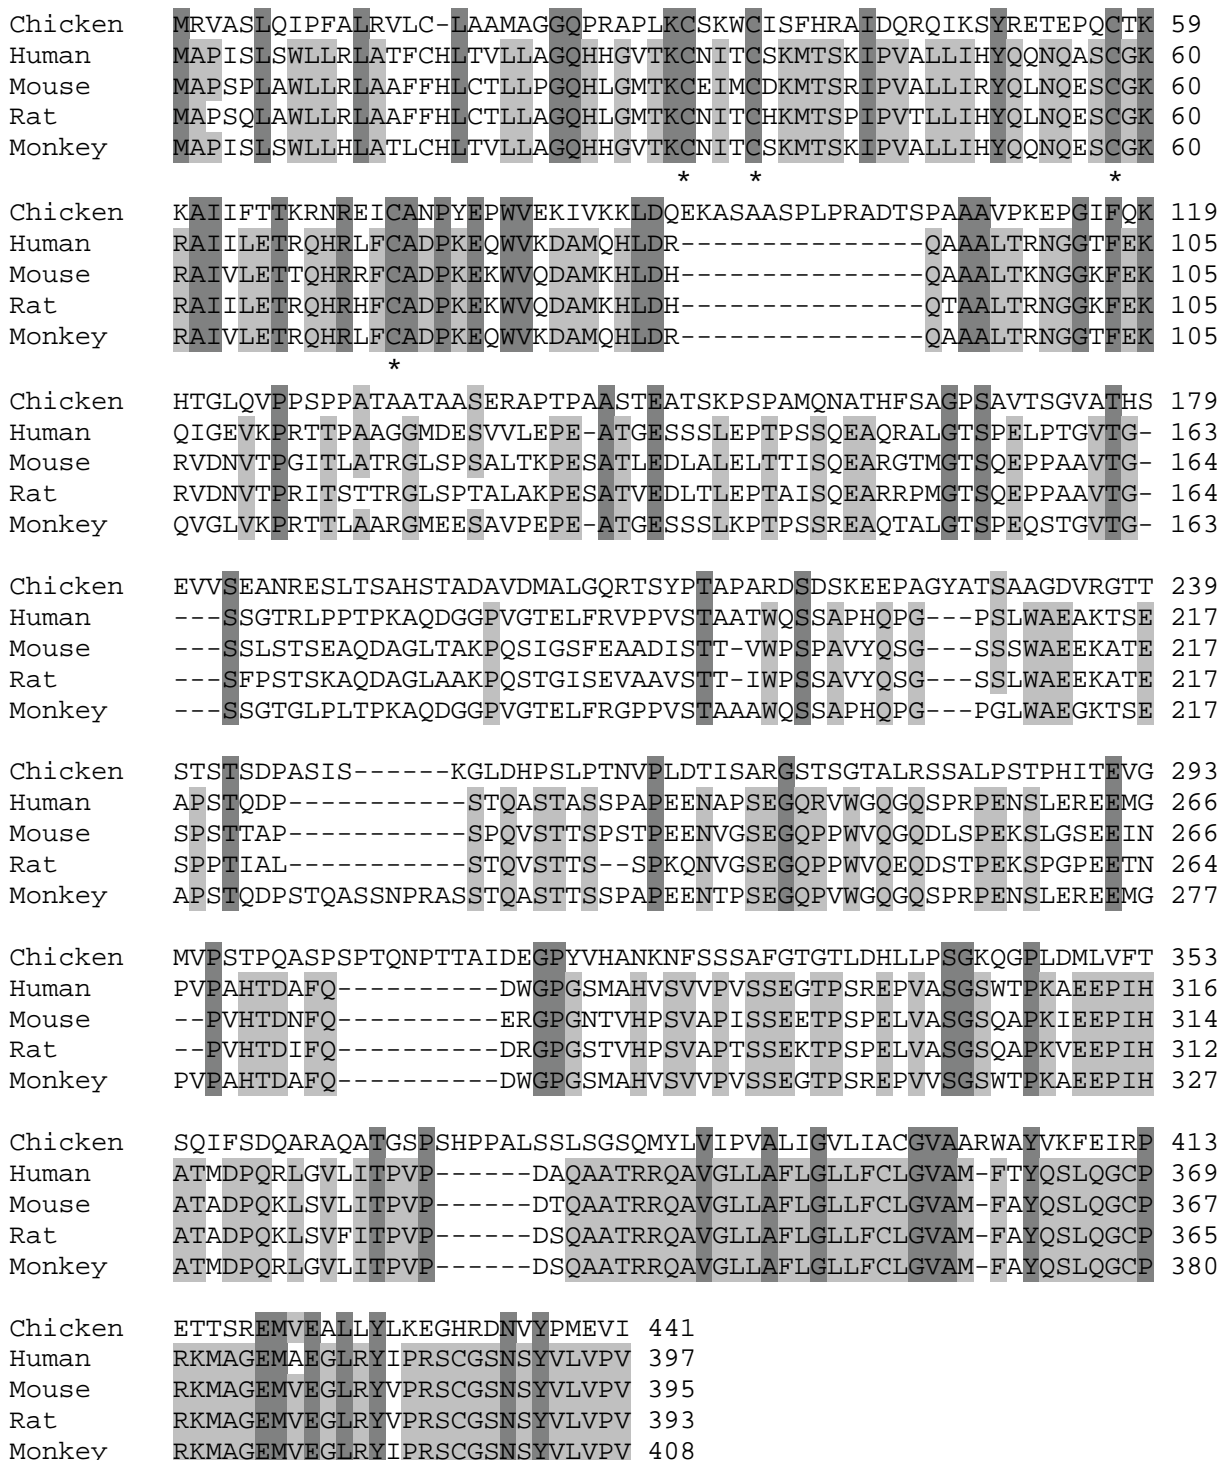 Chicken MRVASLQIPFALRVLC-LAAMAGGQPRAPLKCSKWCISFHRAIDQRQIKSYRETEPQCTK 59
Human MAPISLSWLLRLATFCHLTVLLAGQHHGVTKCNITCSKMTSKIPVALLIHYQQNQASCGK 60
Mouse MAPSPLAWLLRLAAFFHLCTLLPGQHLGMTKCEIMCDKMTSRIPVALLIRYQLNQESCGK 60
Rat MAPSQLAWLLRLAAFFHLCTLLAGQHLGMTKCNITCHKMTSPIPVTLLIHYQLNQESCGK 60
Monkey MAPISLSWLLHLATLCHLTVLLAGQHHGVTKCNITCSKMTSKIPVALLIHYQQNQESCGK 60
* * *
Chicken KAIIFTTKRNREICANPYEPWVEKIVKKLDQEKASAASPLPRADTSPAAAVPKEPGIFQK 119
Human RAIILETRQHRLFCADPKEQWVKDAMQHLDR---------------QAAALTRNGGTFEK 105
Mouse RAIVLETTQHRRFCADPKEKWVQDAMKHLDH---------------QAAALTKNGGKFEK 105
Rat RAIILETRQHRHFCADPKEKWVQDAMKHLDH---------------QTAALTRNGGKFEK 105
Monkey RAIVLETRQHRLFCADPKEQWVKDAMQHLDR---------------QAAALTRNGGTFEK 105
*
Chicken HTGLQVPPSPPATAATAASERAPTPAASTEATSKPSPAMQNATHFSAGPSAVTSGVATHS 179
Human QIGEVKPRTTPAAGGMDESVVLEPE-ATGESSSLEPTPSSQEAQRALGTSPELPTGVTG- 163
Mouse RVDNVTPGITLATRGLSPSALTKPESATLEDLALELTTISQEARGTMGTSQEPPAAVTG- 164
Rat RVDNVTPRITSTTRGLSPTALAKPESATVEDLTLEPTAISQEARRPMGTSQEPPAAVTG- 164
Monkey QVGLVKPRTTLAARGMEESAVPEPE-ATGESSSLKPTPSSREAQTALGTSPEQSTGVTG- 163
Chicken EVVSEANRESLTSAHSTADAVDMALGQRTSYPTAPARDSDSKEEPAGYATSAAGDVRGTT 239
Human ---SSGTRLPPTPKAQDGGPVGTELFRVPPVSTAATWQSSAPHQPG---PSLWAEAKTSE 217
Mouse ---SSLSTSEAQDAGLTAKPQSIGSFEAADISTT-VWPSPAVYQSG---SSSWAEEKATE 217
Rat ---SFPSTSKAQDAGLAAKPQSTGISEVAAVSTT-IWPSSAVYQSG---SSLWAEEKATE 217
Monkey ---SSGTGLPLTPKAQDGGPVGTELFRGPPVSTAAAWQSSAPHQPG---PGLWAEGKTSE 217
Chicken STSTSDPASIS------KGLDHPSLPTNVPLDTISARGSTSGTALRSSALPSTPHITEVG 293
Human APSTQDP-----------STQASTASSPAPEENAPSEGQRVWGQGQSPRPENSLEREEMG 266
Mouse SPSTTAP-----------SPQVSTTSPSTPEENVGSEGQPPWVQGQDLSPEKSLGSEEIN 266
Rat SPPTIAL-----------STQVSTTS--SPKQNVGSEGQPPWVQEQDSTPEKSPGPEETN 264
Monkey APSTQDPSTQASSNPRASSTQASTTSSPAPEENTPSEGQPVWGQGQSPRPENSLEREEMG 277
Chicken MVPSTPQASPSPTQNPTTAIDEGPYVHANKNFSSSAFGTGTLDHLLPSGKQGPLDMLVFT 353
Human PVPAHTDAFQ----------DWGPGSMAHVSVVPVSSEGTPSREPVASGSWTPKAEEPIH 316
Mouse --PVHTDNFQ----------ERGPGNTVHPSVAPISSEETPSPELVASGSQAPKIEEPIH 314
Rat --PVHTDIFQ----------DRGPGSTVHPSVAPTSSEKTPSPELVASGSQAPKVEEPIH 312
Monkey PVPAHTDAFQ----------DWGPGSMAHVSVVPVSSEGTPSREPVVSGSWTPKAEEPIH 327
Chicken SQIFSDQARAQATGSPSHPPALSSLSGSQMYLVIPVALIGVLIACGVAARWAYVKFEIRP 413
Human ATMDPQRLGVLITPVP------DAQAATRRQAVGLLAFLGLLFCLGVAM-FTYQSLQGCP 369
Mouse ATADPQKLSVLITPVP------DTQAATRRQAVGLLAFLGLLFCLGVAM-FAYQSLQGCP 367
Rat ATADPQKLSVFITPVP------DSQAATRRQAVGLLAFLGLLFCLGVAM-FAYQSLQGCP 365
Monkey ATMDPQRLGVLITPVP------DSQAATRRQAVGLLAFLGLLFCLGVAM-FAYQSLQGCP 380
Chicken ETTSREMVEALLYLKEGHRDNVYPMEVI 441
Human RKMAGEMAEGLRYIPRSCGSNSYVLVPV 397
Mouse RKMAGEMVEGLRYVPRSCGSNSYVLVPV 395
Rat RKMAGEMVEGLRYVPRSCGSNSYVLVPV 393
Monkey RKMAGEMVEGLRYIPRSCGSNSYVLVPV 408